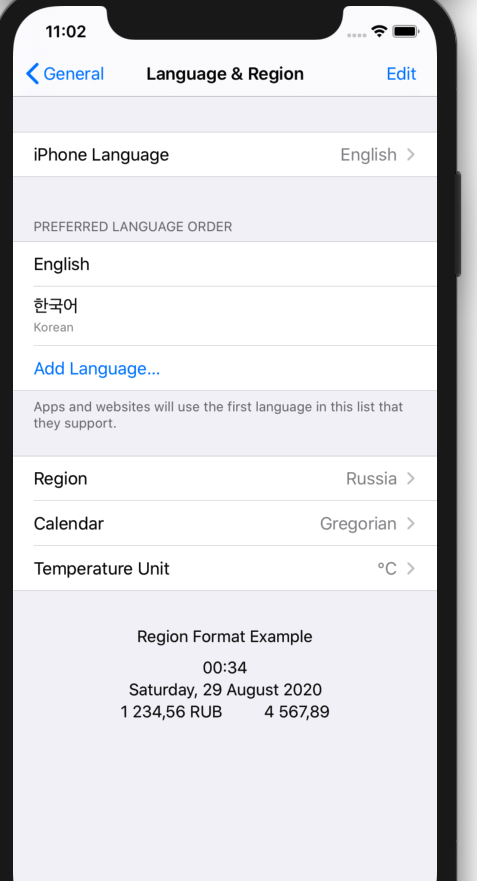 11:02
General
Language & Region
Edit
iPhone Language
English
PREFERRED LANGUAGE ORDER
English
한국어
Korean
Add Language...
Apps and websites will use the first language in this list that
they support.
Region
Russia
Calendar
Gregorian
Temperature Unit
°C
Region Format Example
00:34
Saturday, 29 August 2020
1 234,56 RUB
4 567,89